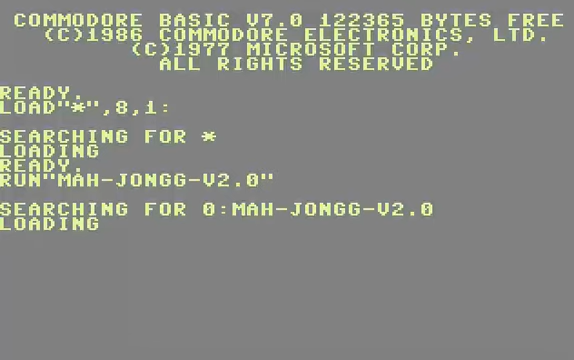 COMMODORE BASIC V7.0 122365 BYTES FREE
(C)1986 COMMODORE ELECTRONICS, LTD.
(C)1977 MICROSOFT CORP.
ALL RIGHTS RESERVED
READY.
LOAD"*",8,1:
SEARCHING FOR *
LOADING
READY.
RUN"MAH-JONGG-V2.0"
SEARCHING FOR 0:MAH-JONGG-V2.0
LOADING